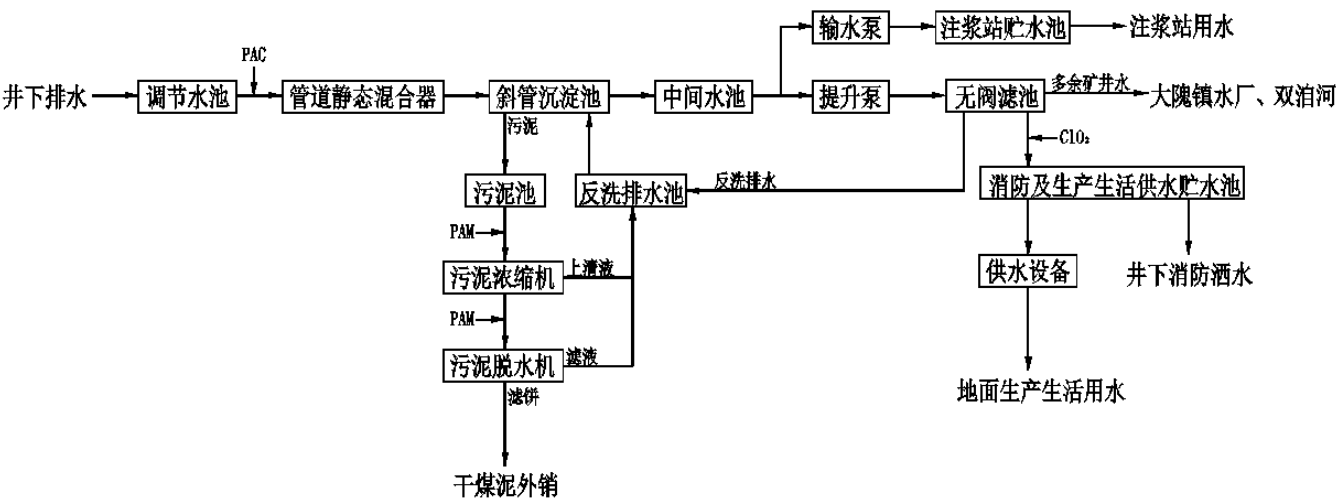 输水泵
注浆站贮水池
注浆站用水
PAC
井下排水
调节水池
管道静态混合器
斜管沉淀池
中间水池
提升泵
无阀滤池
多余矿井水
大隗镇水厂、双洎河
污泥
ClO₂
污泥池
反洗排水池
反洗排水
消防及生产生活供水贮水池
PAM
污泥浓缩机
上清液
供水设备
井下消防洒水
PAM
污泥脱水机
滤液
滤饼
地面生产生活用水
干煤泥外销